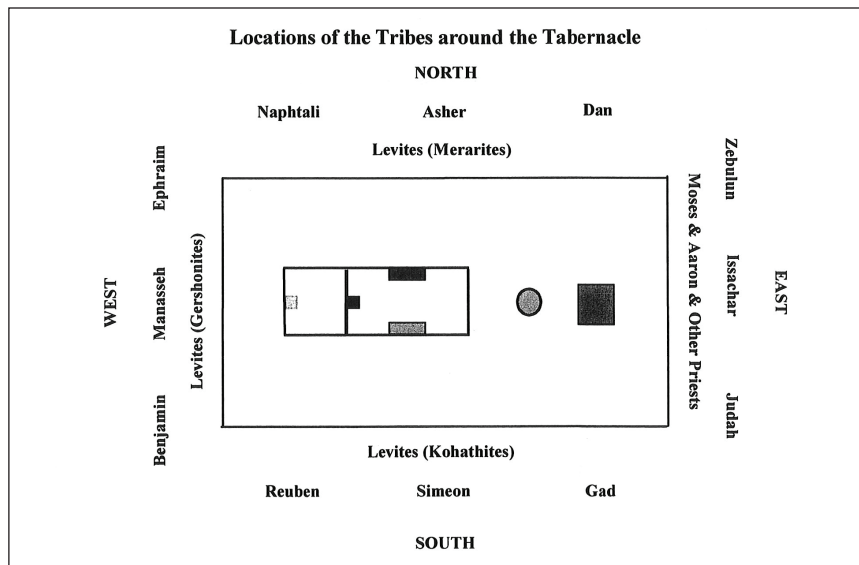 Locations of the Tribes around the Tabernacle
NORTH
Naphtali Asher Dan
Levites (Merarites)
WEST
Ephraim
Manasseh
Benjamin
Levites (Gershonites)
Moses & Aaron & Other Priests
Zebulun
Issachar
Judah
EAST
Levites (Kohathites)
Reuben Simeon Gad
SOUTH